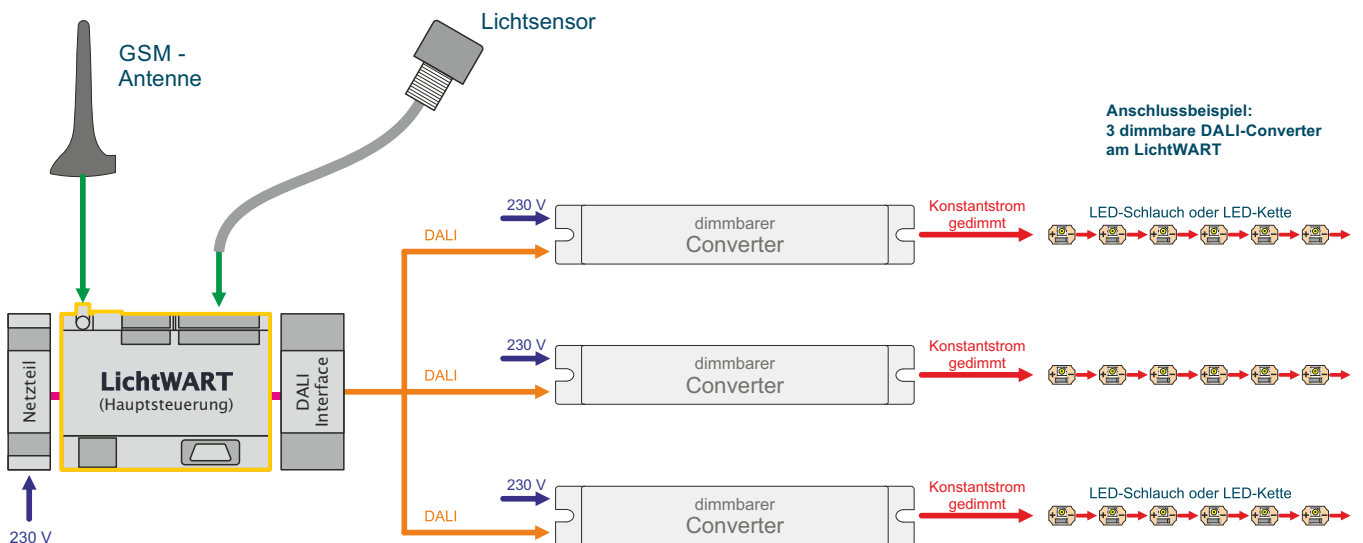 GSM -
Antenne
Lichtsensor
Anschlussbeispiel:
3 dimmbare DALI-Converter
am LichtWART
Netzteil
LichtWART
(Hauptsteuerung)
DALI
Interface
230 V
DALI
230 V
dimmbarer
Converter
Konstantstrom
gedimmt
LED-Schlauch oder LED-Kette
DALI
230 V
dimmbarer
Converter
Konstantstrom
gedimmt
DALI
230 V
dimmbarer
Converter
Konstantstrom
gedimmt
LED-Schlauch oder LED-Kette